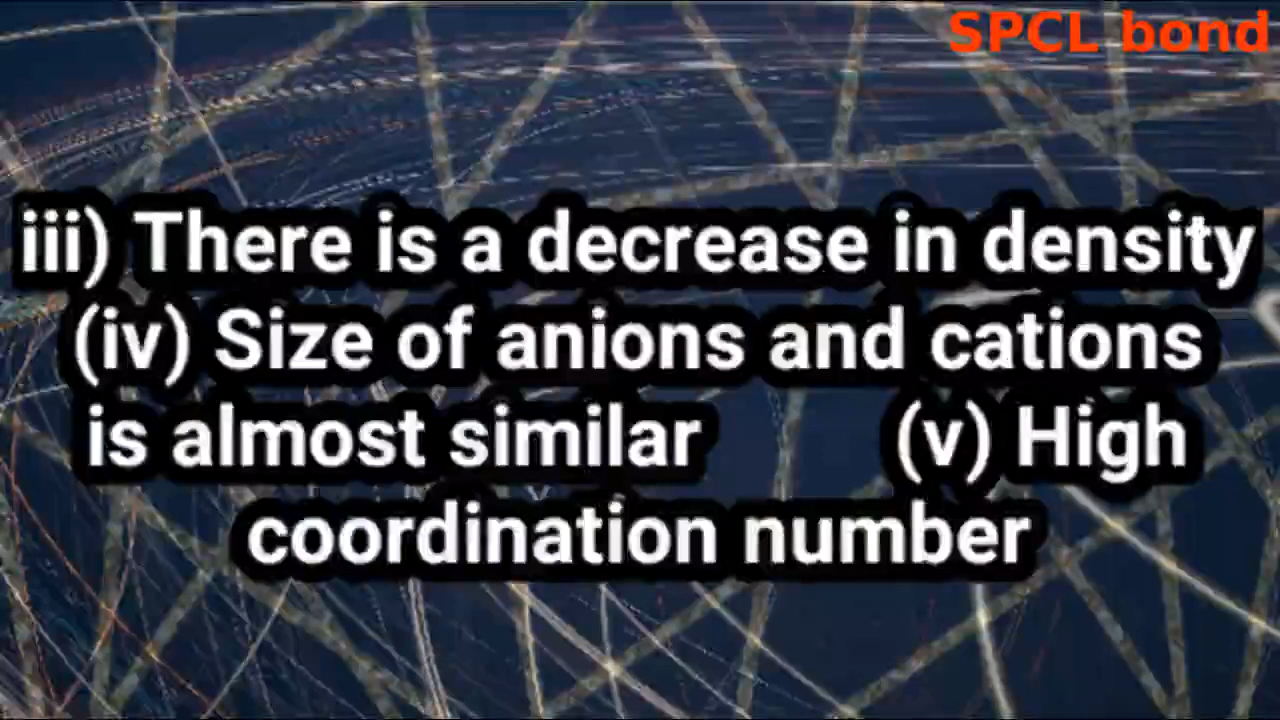 SPCL bond
iii) There is a decrease in density
(iv) Size of anions and cations
is almost similar (v) High
coordination number